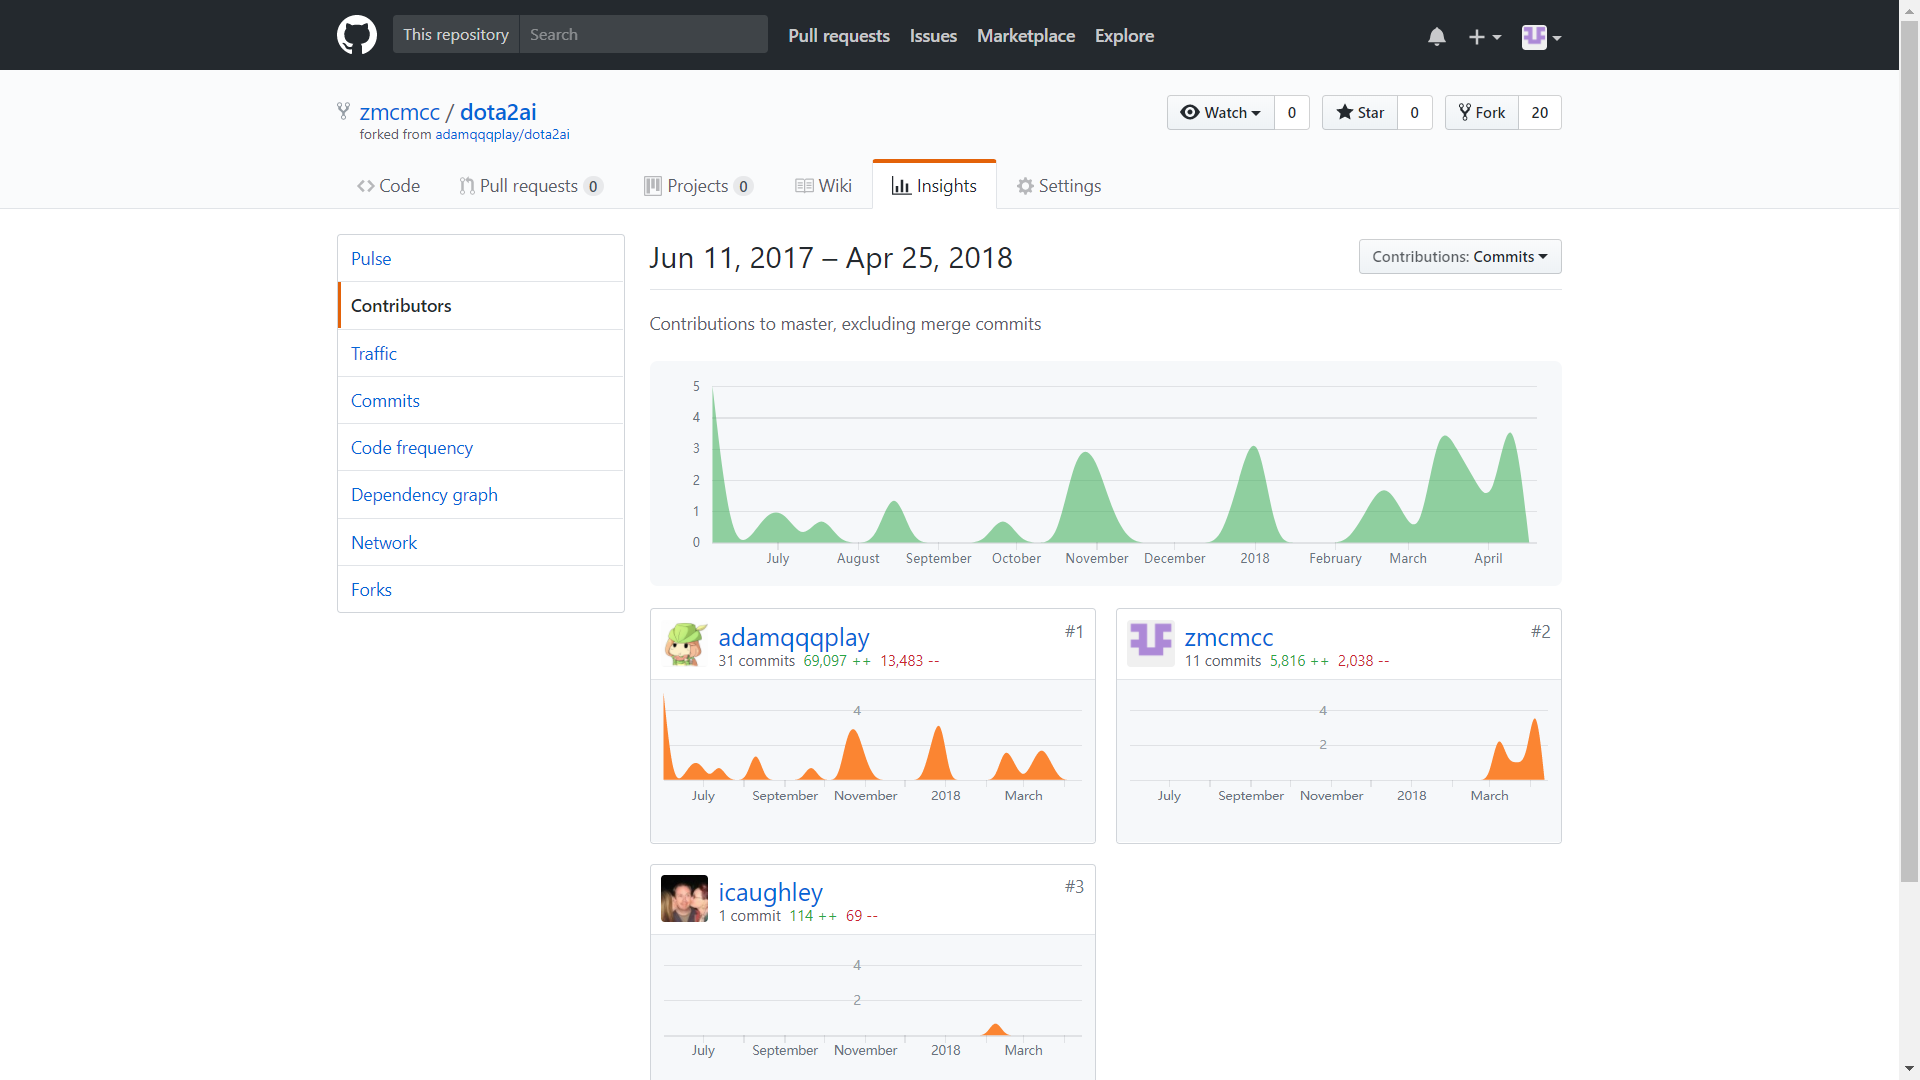 This repository Search Pull requests Issues Marketplace Explore
zmcmcc / dota2ai Watch 0 Star 0 Fork 20
forked from adamqqqplay/dota2ai
Code Pull requests 0 Projects 0 Wiki Insights Settings
Pulse
Contributors
Traffic
Commits
Code frequency
Dependency graph
Network
Forks
Jun 11, 2017 – Apr 25, 2018 Contributions: Commits
Contributions to master, excluding merge commits
5
4
3
2
1
0
July August September October November December 2018 February March April
adamqqqplay #1
31 commits 69,097 ++ 13,483 --
4
July September November 2018 March
zmcmcc #2
11 commits 5,816 ++ 2,038 --
4
2
July September November 2018 March
icaughley #3
1 commit 114 ++ 69 --
4
2
July September November 2018 March